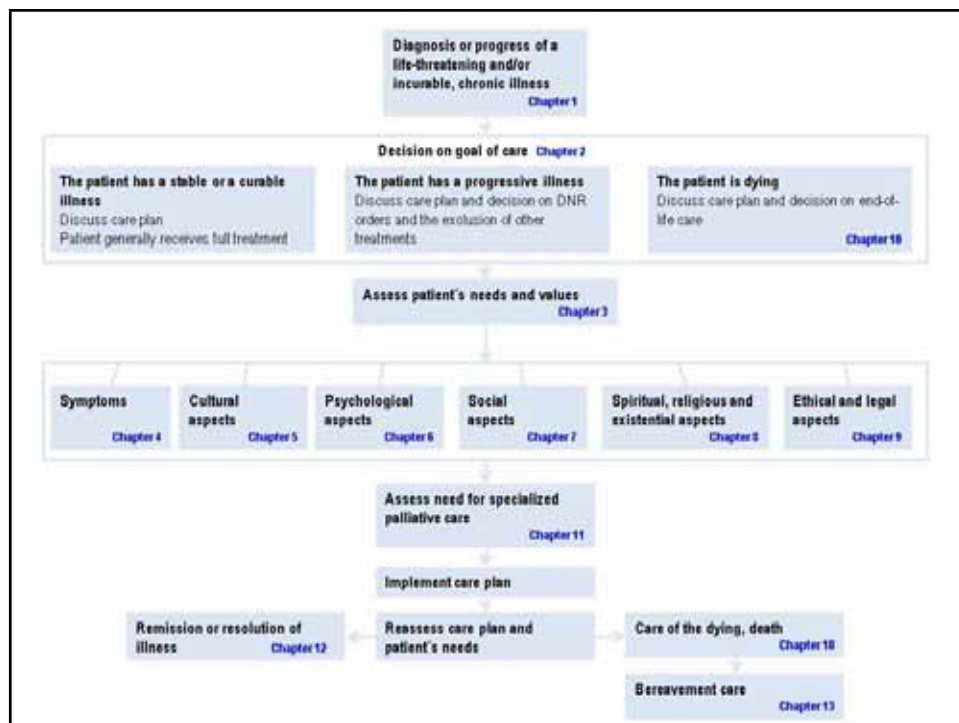 Diagnosis or progress of a
life-threatening and/or
incurable, chronic illness
Chapter 1
Decision on goal of care Chapter 2
The patient has a stable or a curable
illness
Discuss care plan
Patient generally receives full treatment
The patient has a progressive illness
Discuss care plan and decision on DNR
orders and the exclusion of other
treatments
The patient is dying
Discuss care plan and decision on end-of-
life care
Chapter 10
Assess patient´s needs and values
Chapter 3
Symptoms
Chapter 4
Cultural
aspects
Chapter 5
Psychological
aspects
Chapter 6
Social
aspects
Chapter 7
Spiritual, religious and
existential aspects
Chapter 8
Ethical and legal
aspects
Chapter 9
Assess need for specialized
palliative care
Chapter 11
Implement care plan
Remission or resolution of
illness
Chapter 12
Reassess care plan and
patient´s needs
Care of the dying, death
Chapter 10
Bereavement care
Chapter 13